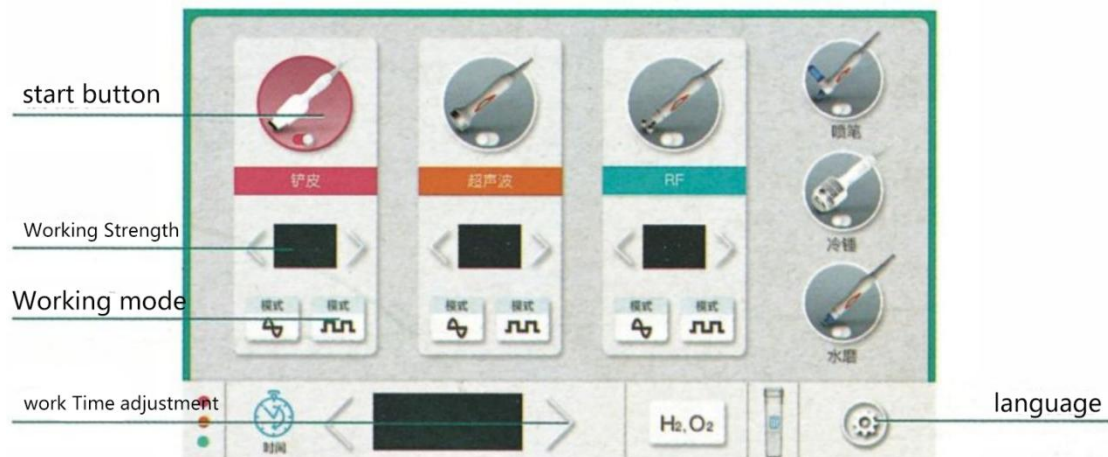 start button
喷笔
铲皮
超声波
RF
Working Strength
冷锤
Working mode
模式
模式
模式
模式
模式
模式
水磨
work Time adjustment
时间
H₂,O₂
language